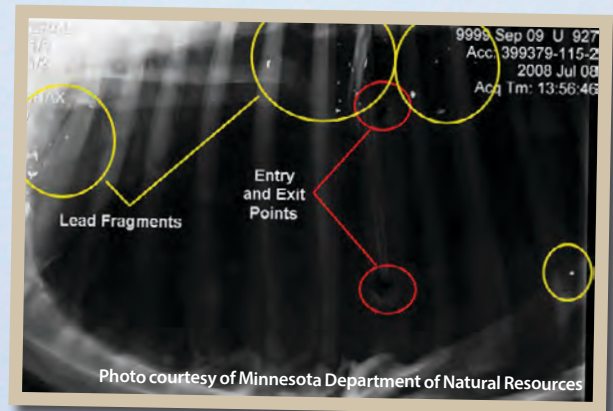 9999 Sep 09 U 927
Acc: 399379-115-2
2008 Jul 08
Acq Tm: 13:56:46
Entry
and Exit
Points
Lead Fragments
Photo courtesy of Minnesota Department of Natural Resources